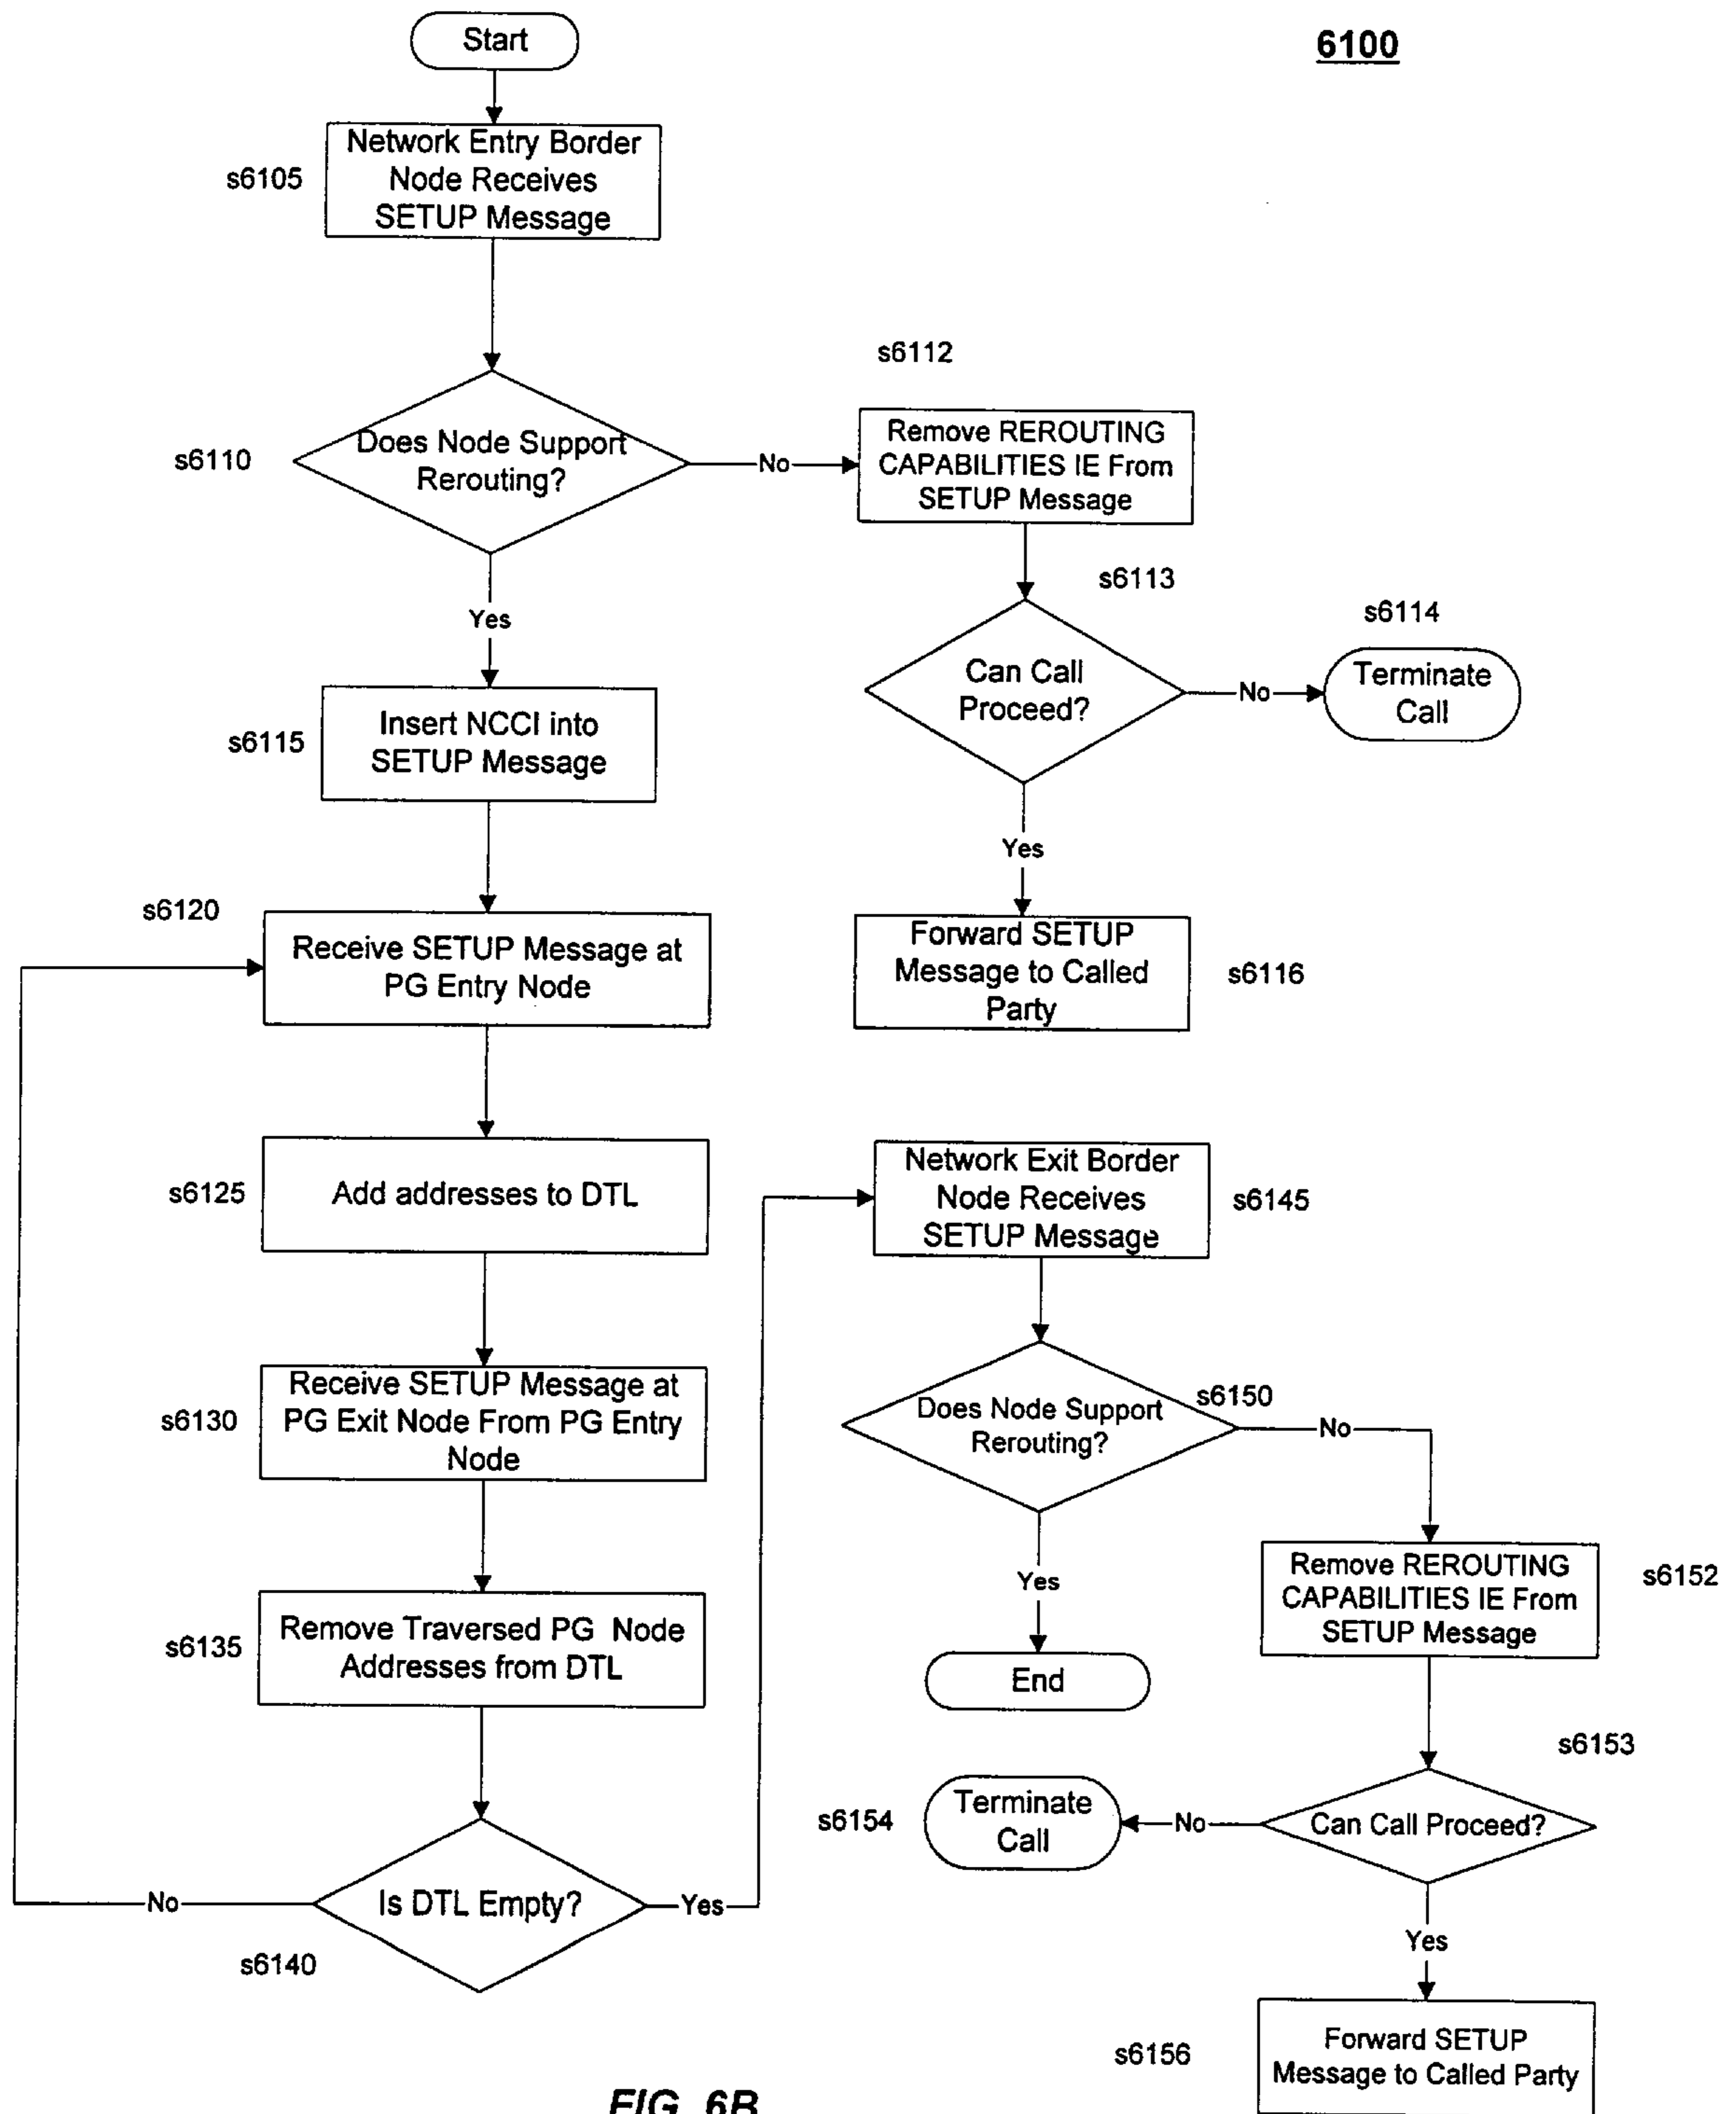 Start
6100
s6105
Network Entry Border
Node Receives
SETUP Message
s6110
Does Node Support
Rerouting?
No
s6112
Remove REROUTING
CAPABILITIES IE From
SETUP Message
Yes
s6113
Can Call
Proceed?
No
s6114
Terminate
Call
s6115
Insert NCCI into
SETUP Message
Yes
Forward SETUP
Message to Called
Party
s6116
s6120
Receive SETUP Message at
PG Entry Node
s6125
Add addresses to DTL
s6130
Receive SETUP Message at
PG Exit Node From PG Entry
Node
s6135
Remove Traversed PG Node
Addresses from DTL
No
Is DTL Empty?
Yes
s6140
Network Exit Border
Node Receives
SETUP Message
s6145
Does Node Support
Rerouting?
s6150
No
Yes
End
Remove REROUTING
CAPABILITIES IE From
SETUP Message
s6152
s6153
Can Call Proceed?
No
Terminate
Call
s6154
Yes
s6156
Forward SETUP
Message to Called Party
FIG. 6B